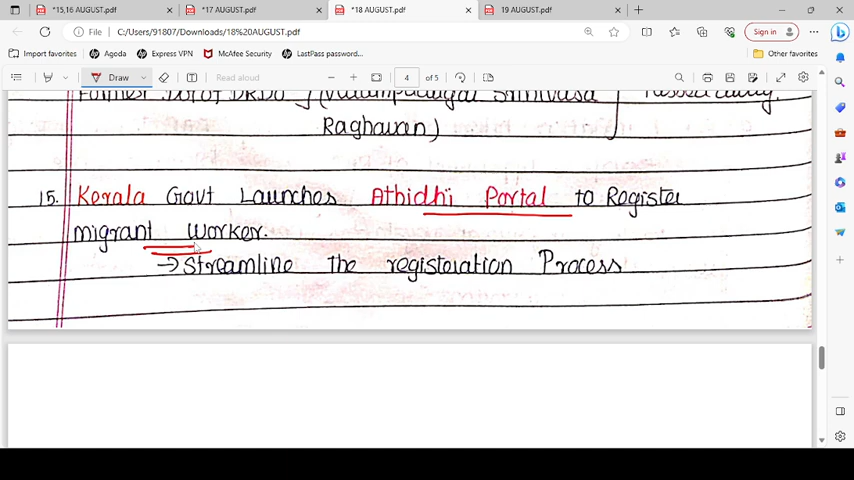 *15,16 AUGUST.pdf
*17 AUGUST.pdf
*18 AUGUST.pdf
19 AUGUST.pdf
File
C:/Users/91807/Downloads/18%20AUGUST.pdf
Sign in
Import favorites
Agoda
Express VPN
McAfee Security
LastPass password...
Other favorites
Draw
Read aloud
4 of 5
Raghavan)
15. Kerala Govt Launches Athidhi Portal to Register
migrant worker.
→ Streamline the registeration Process